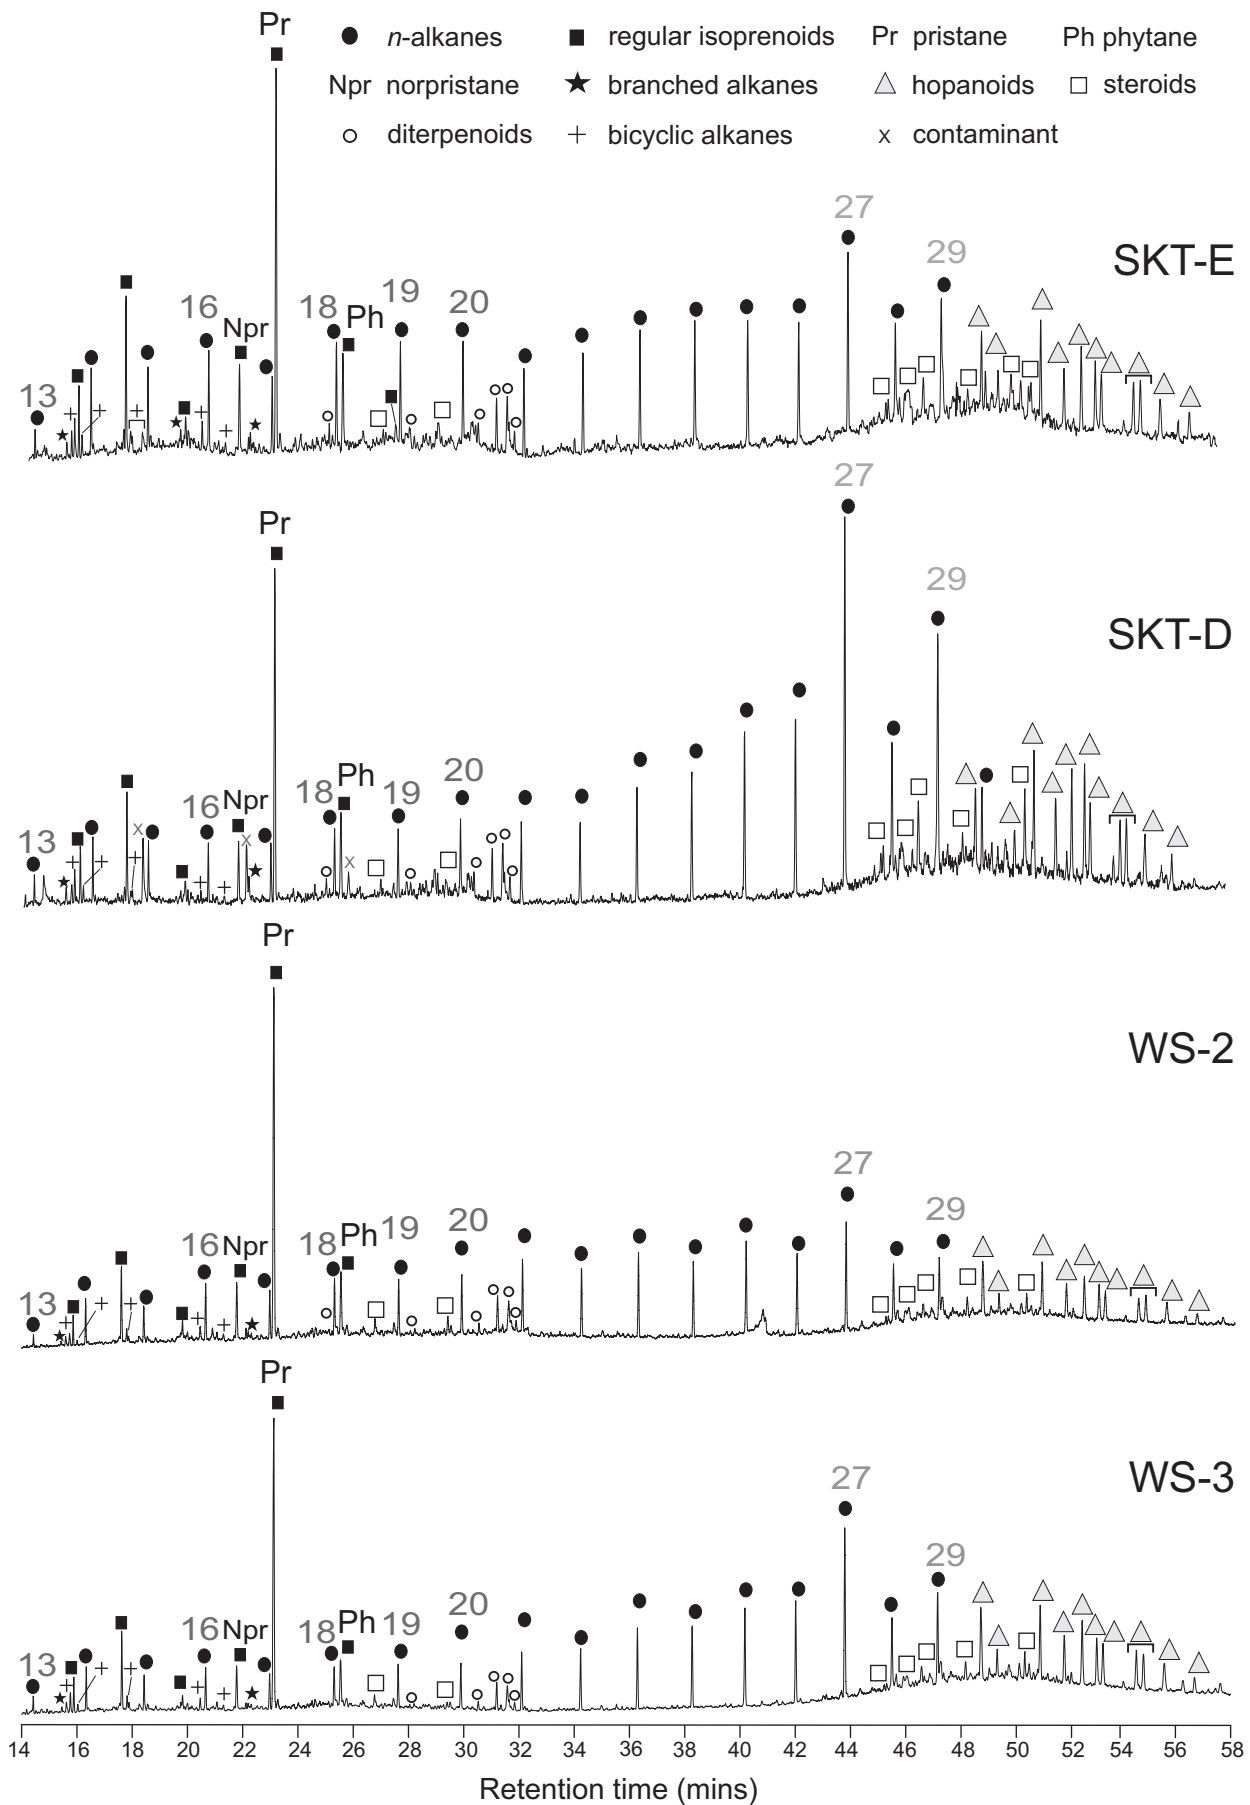 Pr
n-alkanes regular isoprenoids Pr pristane Ph phytane
Npr norpristane branched alkanes hopanoids steroids
diterpenoids + bicyclic alkanes x contaminant
27
29
SKT-E
13 16 Npr 18 Ph 19 20
27
29
Pr
SKT-D
13 16 Npr 18 Ph 19 20
x x x
Pr
WS-2
27
29
13 16 Npr 18 Ph 19 20
Pr
WS-3
27
29
13 16 Npr 18 Ph 19 20
14 16 18 20 22 24 26 28 30 32 34 36 38 40 42 44 46 48 50 52 54 56 58
Retention time (mins)